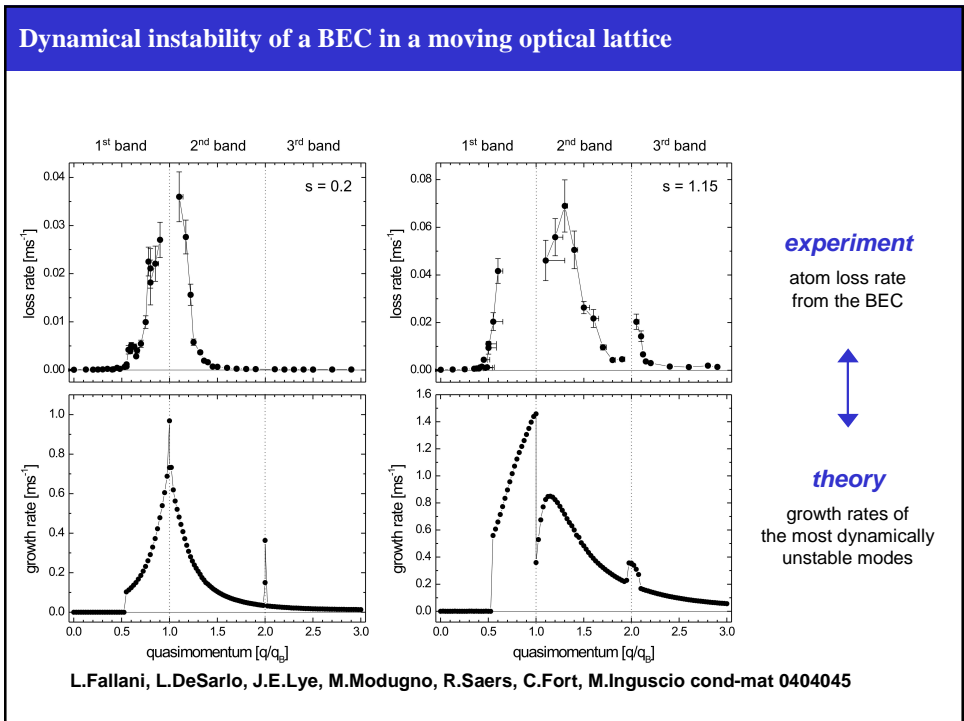 Dynamical instability of a BEC in a moving optical lattice
1st band 2nd band 3rd band
s = 0.2
loss rate [ms-1]
0.04
0.03
0.02
0.01
0.00
1st band 2nd band 3rd band
s = 1.15
loss rate [ms-1]
0.08
0.06
0.04
0.02
0.00
experiment
atom loss rate
from the BEC
growth rate [ms-1]
1.0
0.8
0.6
0.4
0.2
0.0
0.0 0.5 1.0 1.5 2.0 2.5 3.0
quasimomentum [q/qB]
growth rate [ms-1]
1.6
1.4
1.2
1.0
0.8
0.6
0.4
0.2
0.0
0.0 0.5 1.0 1.5 2.0 2.5 3.0
quasimomentum [q/qB]
theory
growth rates of
the most dynamically
unstable modes
L.Fallani, L.DeSarlo, J.E.Lye, M.Modugno, R.Saers, C.Fort, M.Inguscio cond-mat 0404045